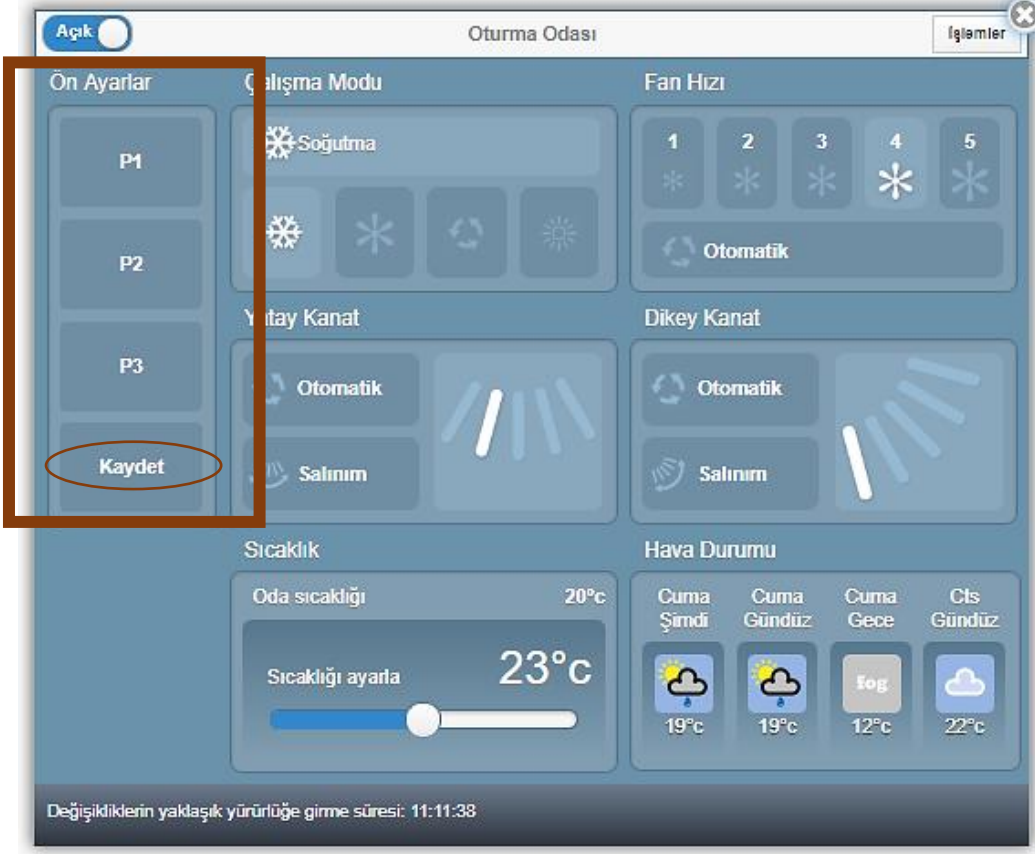 Açık
Oturma Odası
İşlemler
Ön Ayarlar
P1
P2
P3
Kaydet
Çalışma Modu
Soğutma
Fan Hızı
1 2 3 4 5
Otomatik
Yatay Kanat
Otomatik
Salınım
Dikey Kanat
Otomatik
Salınım
Sıcaklık
Oda sıcaklığı 20°c
Sıcaklığı ayarla 23°c
Hava Durumu
Cuma Cuma Cuma Cts
Şimdi Gündüz Gece Gündüz
fog
19°c 19°c 12°c 22°c
Değişikliklerin yaklaşık yürürlüğe girme süresi: 11:11:38